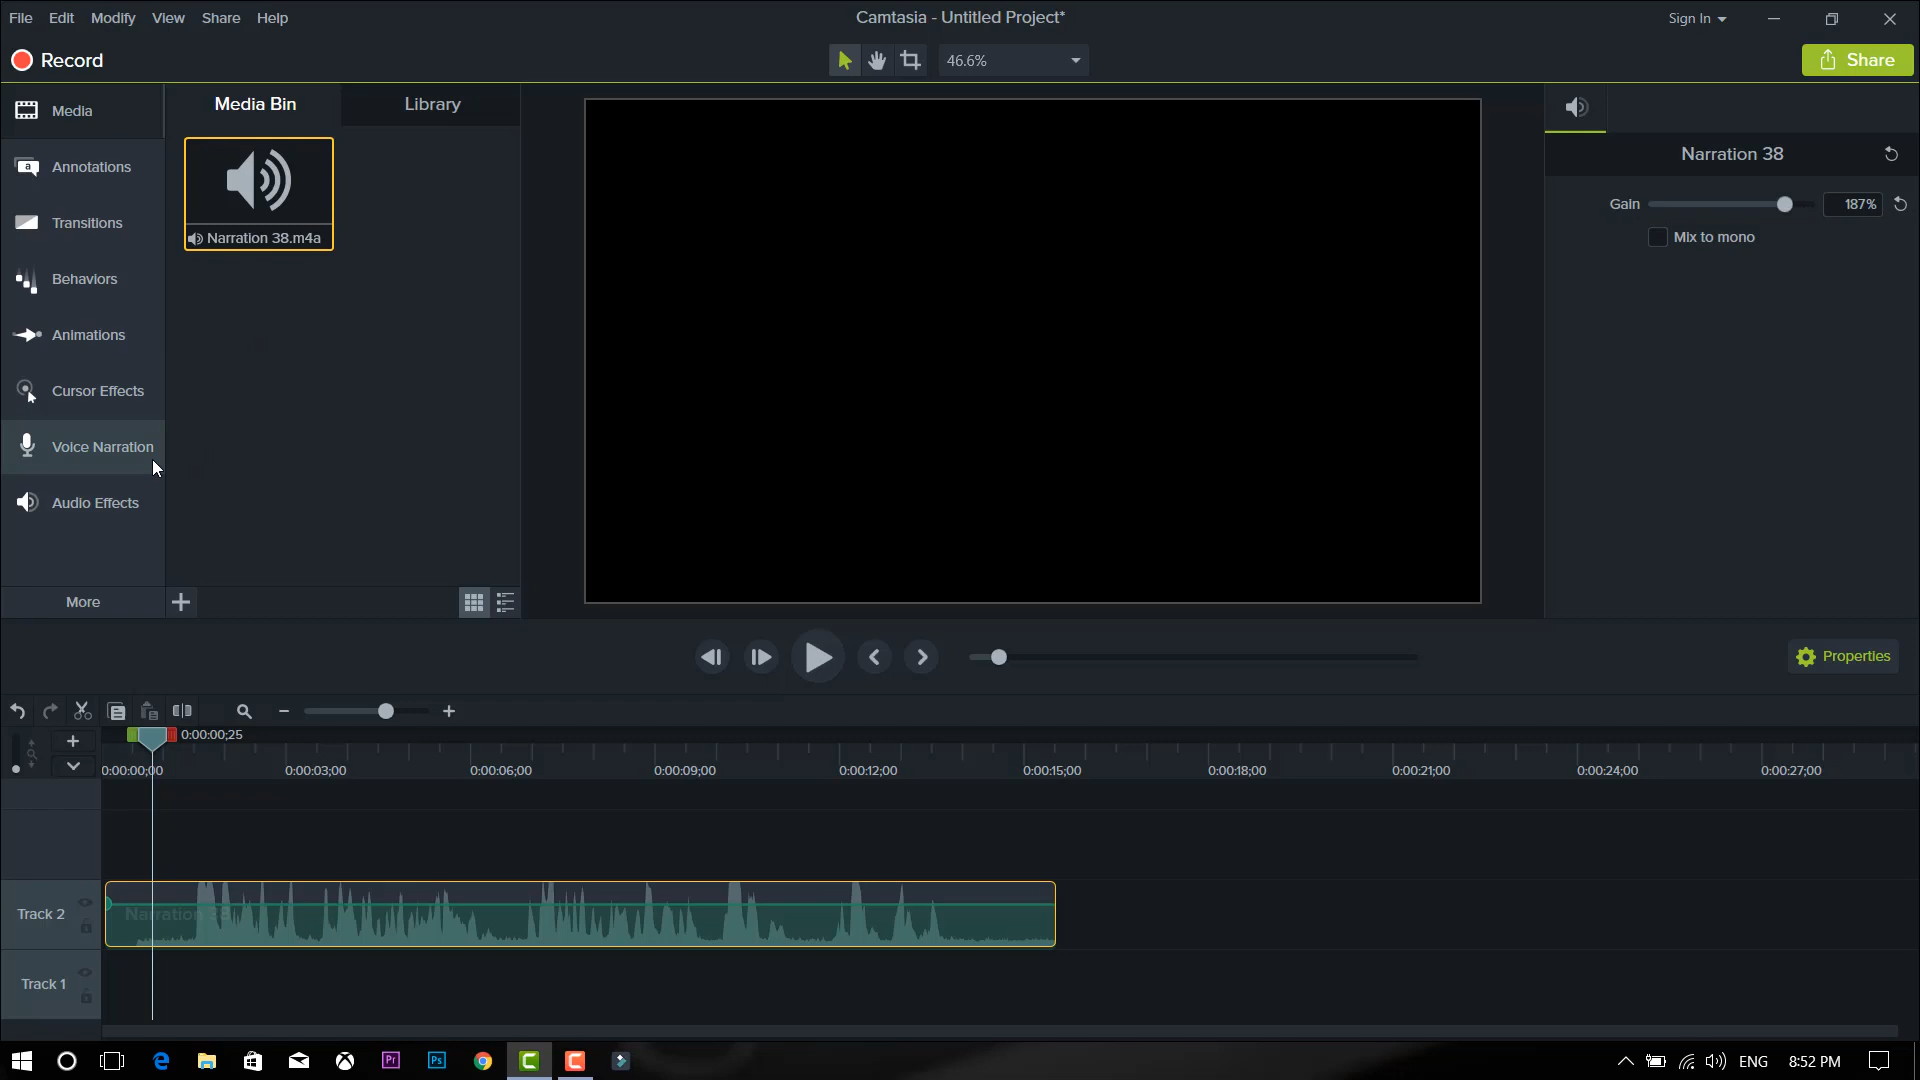 File Edit Modify View Share Help
Camtasia - Untitled Project*
Sign In
Record
46.6%
Share
Media
Annotations
Transitions
Behaviors
Animations
Cursor Effects
Voice Narration
Audio Effects
More
Media Bin
Library
Narration 38.m4a
Narration 38
Gain
187%
Mix to mono
Properties
0:00:00;25
0:00:00;00 0:00:03;00 0:00:06;00 0:00:09;00 0:00:12;00 0:00:15;00 0:00:18;00 0:00:21;00 0:00:24;00 0:00:27;00
Track 2
Narration 38
Track 1
Pr
Ps
ENG
8:52 PM